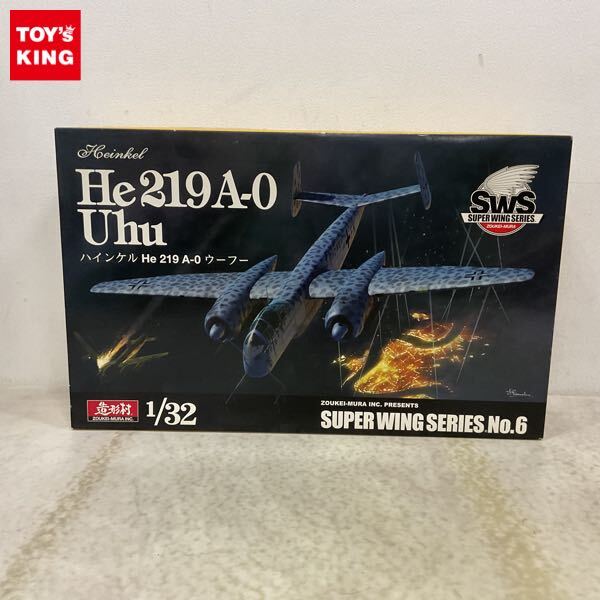 TOY'S
KING
Heinkel
He 219 A-0
Uhu
ハインケル He 219 A-0 ウーフー
SWS
SUPER WING SERIES
ZOUKEI-MURA
造形村
ZOUKEI-MURA INC.
1/32
ZOUKEI-MURA INC. PRESENTS
SUPER WING SERIES No.6